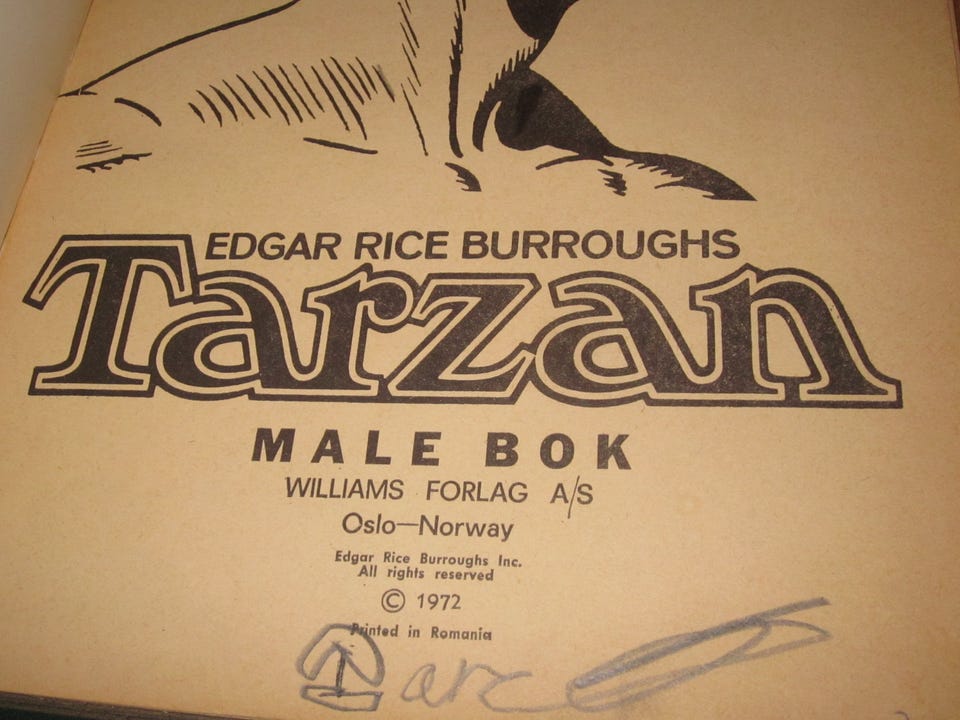 EDGAR RICE BURROUGHS
Tarzan
MALE BOK
WILLIAMS FORLAG A/S
Oslo—Norway
Edgar Rice Burroughs Inc.
All rights reserved
© 1972
Printed in Romania